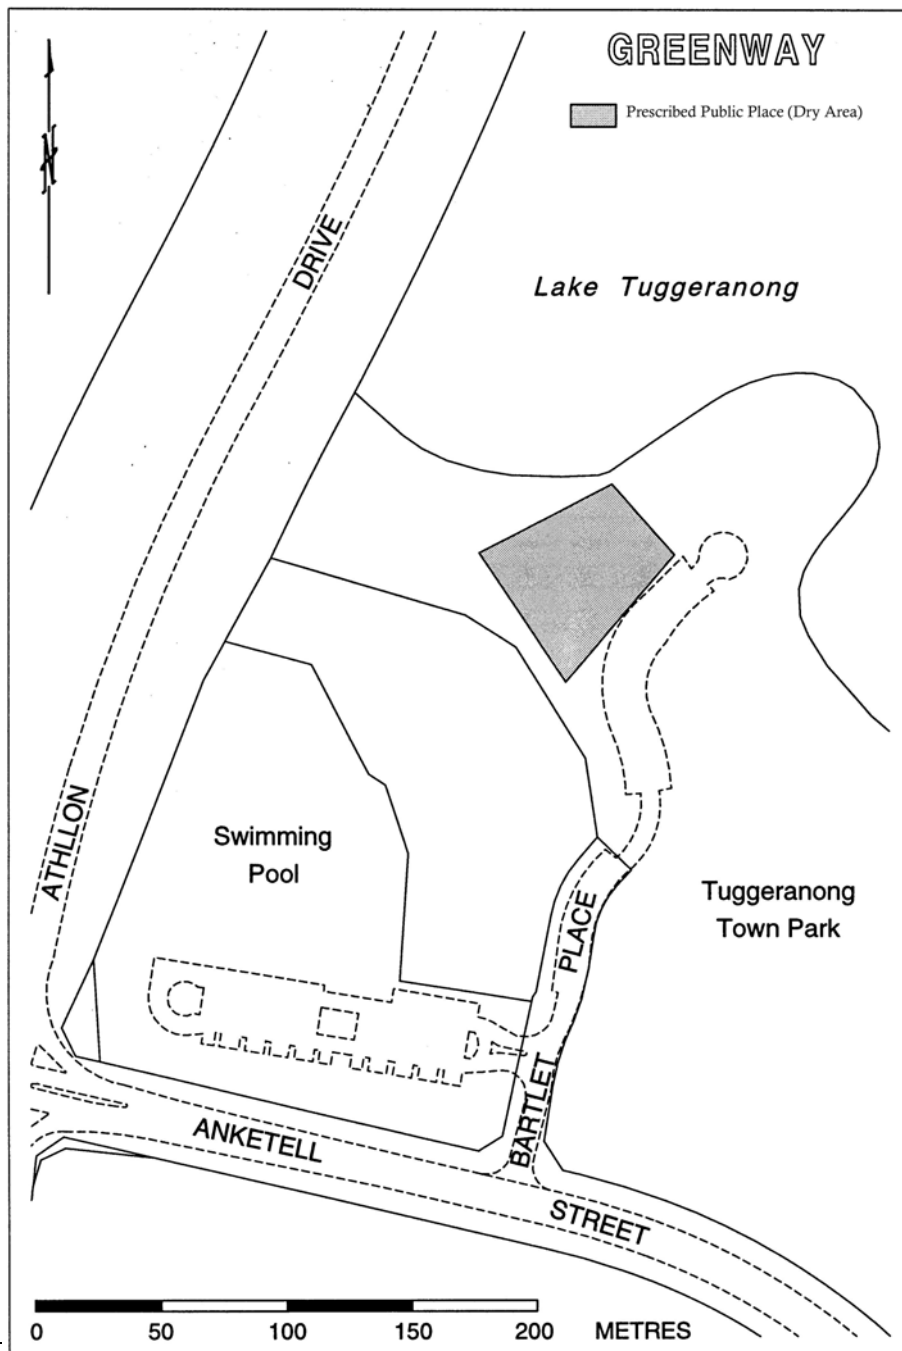 GREENWAY
Prescribed Public Place (Dry Area)
N
DRIVE
Lake Tuggeranong
ATHLLON
Swimming
Pool
Tuggeranong
Town Park
PLACE
BARTLET
ANKETELL
STREET
0 50 100 150 200 METRES